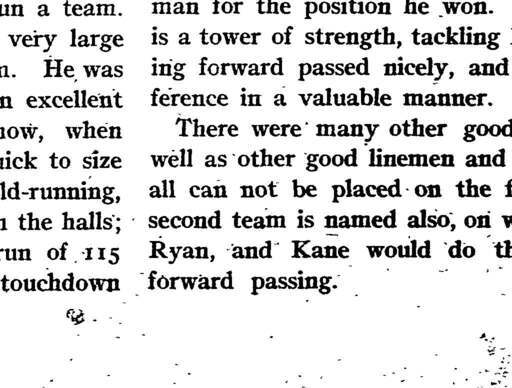 un a team.
very large
He was
excellent
when
to size
ld-running,
the halls;
run of 115
touchdown
man for the position he won.
is a tower of strength, tackling
ing forward passed nicely, and
ference in a valuable manner.
There were many other good
well as other good linemen and
all can not be placed on the
second team is named also, on
Ryan, and Kane would do
forward passing.